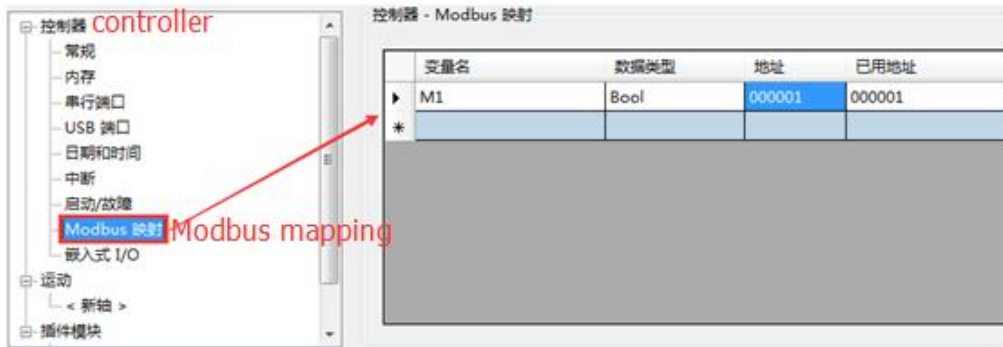 控制器 controller
常规
内存
串行端口
USB 端口
日期和时间
中断
启动/故障
Modbus 映射 Modbus mapping
嵌入式 I/O
运动
< 新轴 >
插件模块
控制器 - Modbus 映射
变量名 数据类型 地址 已用地址
M1 Bool 000001 000001